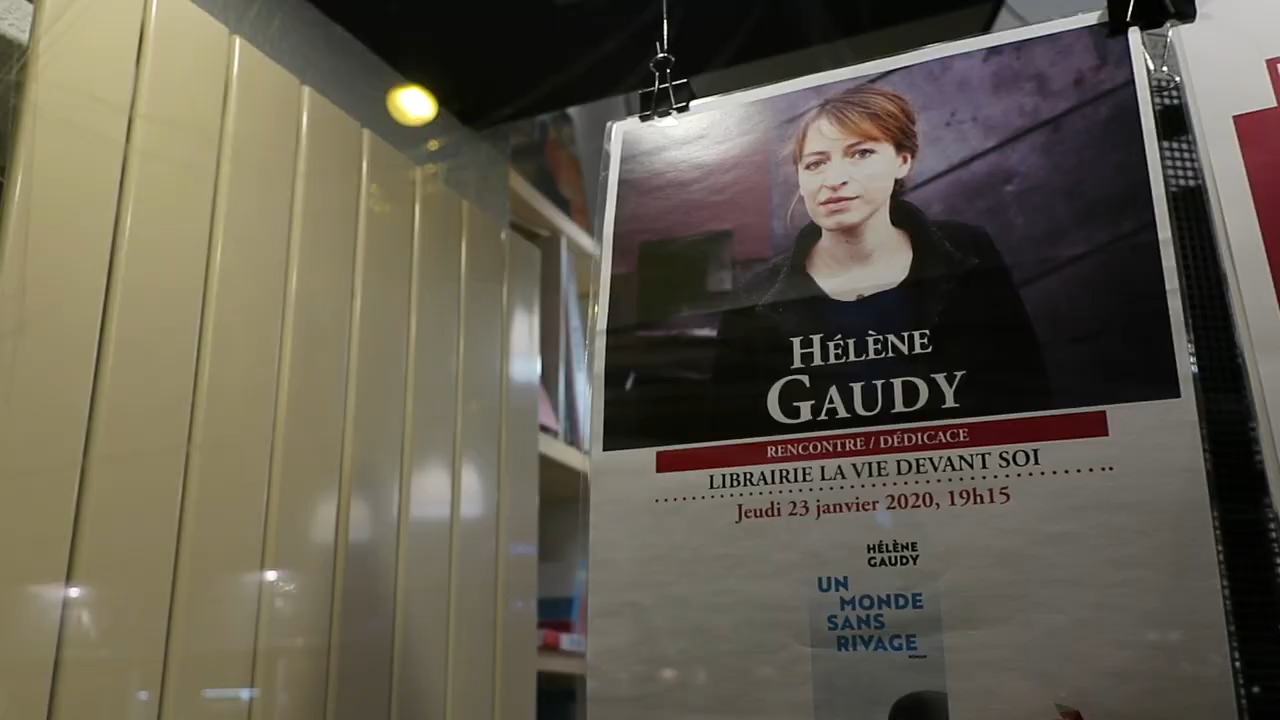 HÉLÈNE
GAUDY
RENCONTRE / DÉDICACE
LIBRAIRIE LA VIE DEVANT SOI
Jeudi 23 janvier 2020, 19h15
HÉLÈNE
GAUDY
UN
MONDE
SANS
RIVAGE
ROMAN